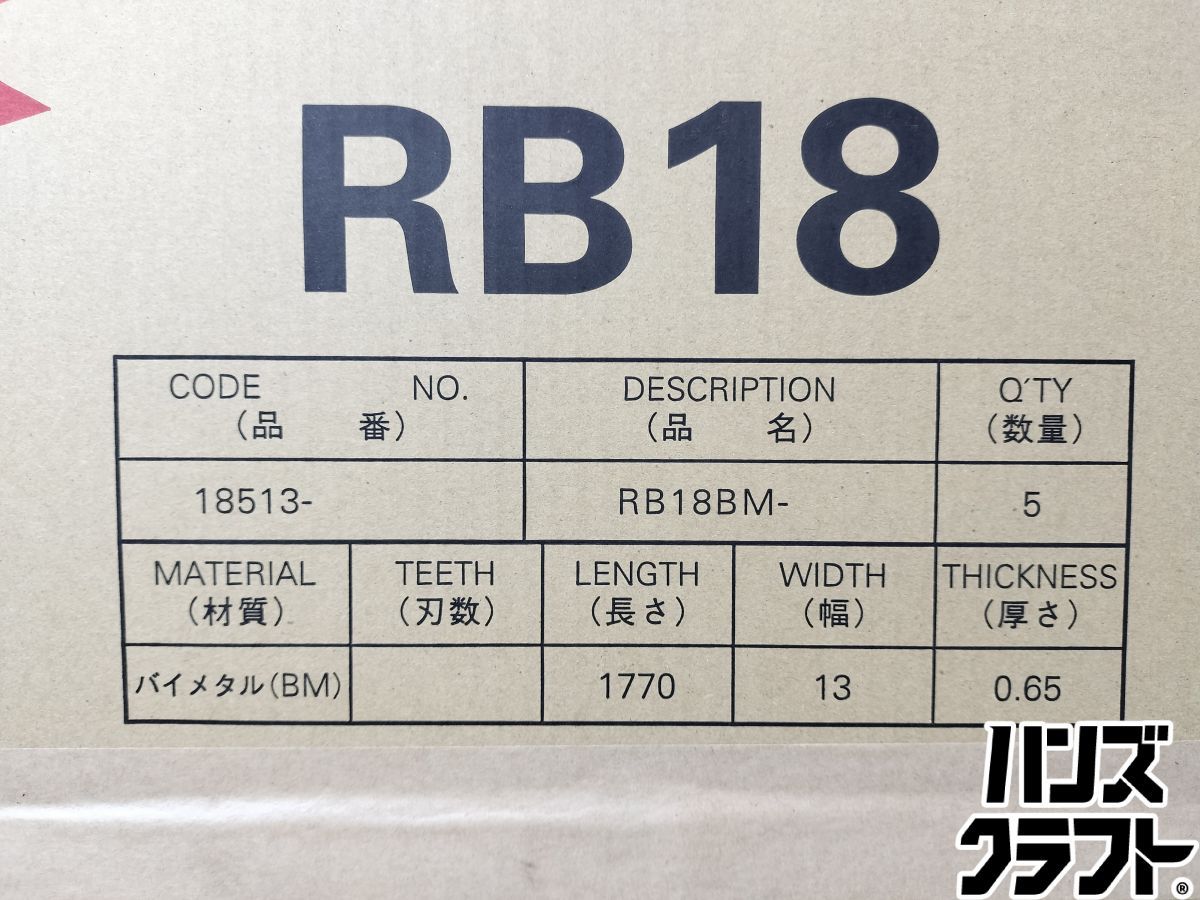 RB18
CODE NO. DESCRIPTION Q'TY
（品 番） （品 名） （数量）
18513- RB18BM- 5
MATERIAL TEETH LENGTH WIDTH THICKNESS
（材質） （刃数） （長さ） （幅） （厚さ）
バイメタル(BM) 1770 13 0.65
ハンズ
クラフト®